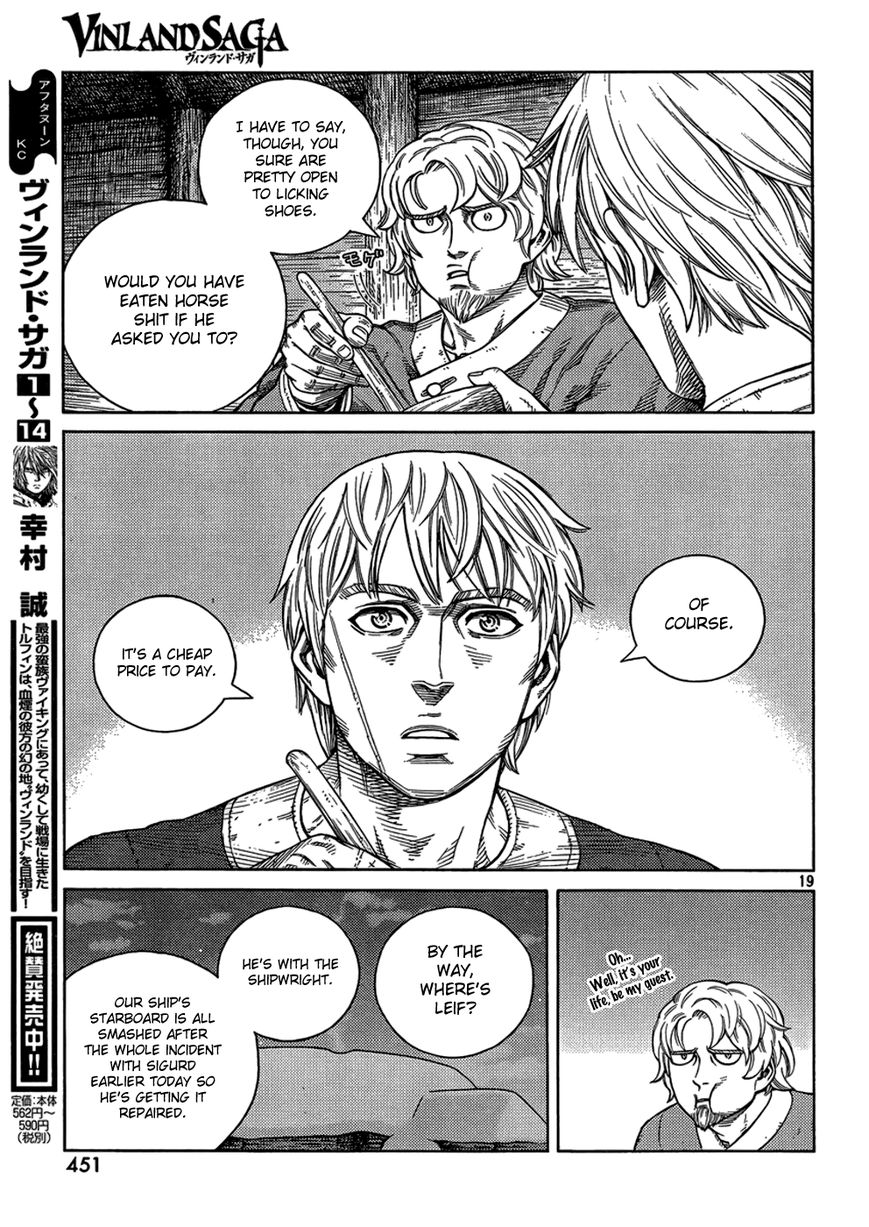 VINLAND SAGA
ヴィンランド・サガ
I HAVE TO SAY,
THOUGH, YOU
SURE ARE
PRETTY OPEN
TO LICKING
SHOES.
WOULD YOU HAVE
EATEN HORSE
SHIT IF HE
ASKED YOU TO?
モゲ
OF
COURSE.
IT'S A CHEAP
PRICE TO PAY.
19
BY THE
WAY,
WHERE'S
LEIF?
HE'S WITH THE
SHIPWRIGHT.
OUR SHIP'S
STARBOARD IS ALL
SMASHED AFTER
THE WHOLE INCIDENT
WITH SIGURD
EARLIER TODAY SO
HE'S GETTING IT
REPAIRED.
Oh...
Well, it's your
life, be my guest.
アフタヌーン
KC
ヴィンランド・サガ
1〜14
幸村 誠
最強の蛮族ヴァイキングにあって、幼くして戦場に生きた
トルフィンは、血煙の彼方の幻の地、"ヴィンランド"を目指す!
絶賛発売中!!
定価:本体
562円〜
590円
(税別)
451